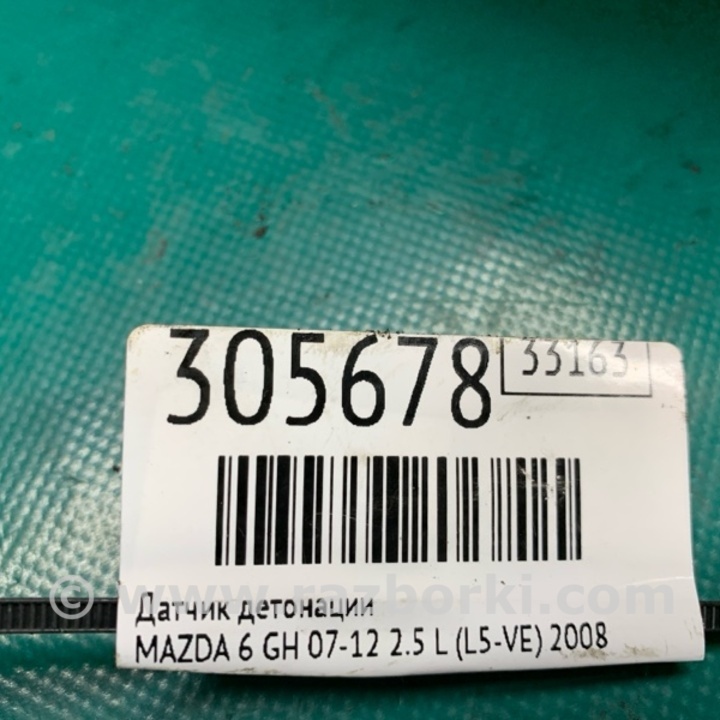 305678 33163
© www.razborki.com
Датчик детонации
MAZDA 6 GH 07-12 2.5 L (L5-VE) 2008